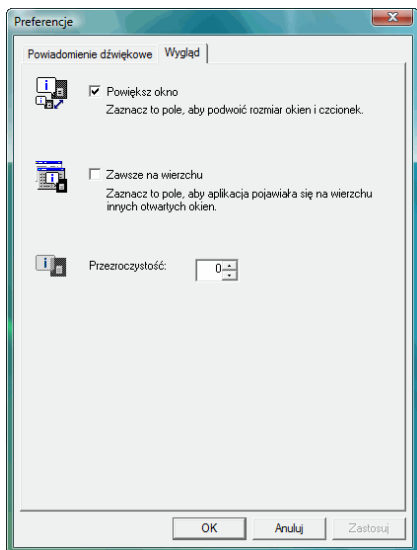 Preferencje
Powiadomienie dźwiękowe
Wygląd
Powiększ okno
Zaznacz to pole, aby podwoić rozmiar okien i czcionek.
Zawsze na wierzchu
Zaznacz to pole, aby aplikacja pojawiała się na wierzchu
innych otwartych okien.
Przezroczystość:
0
OK
Anuluj
Zastosuj